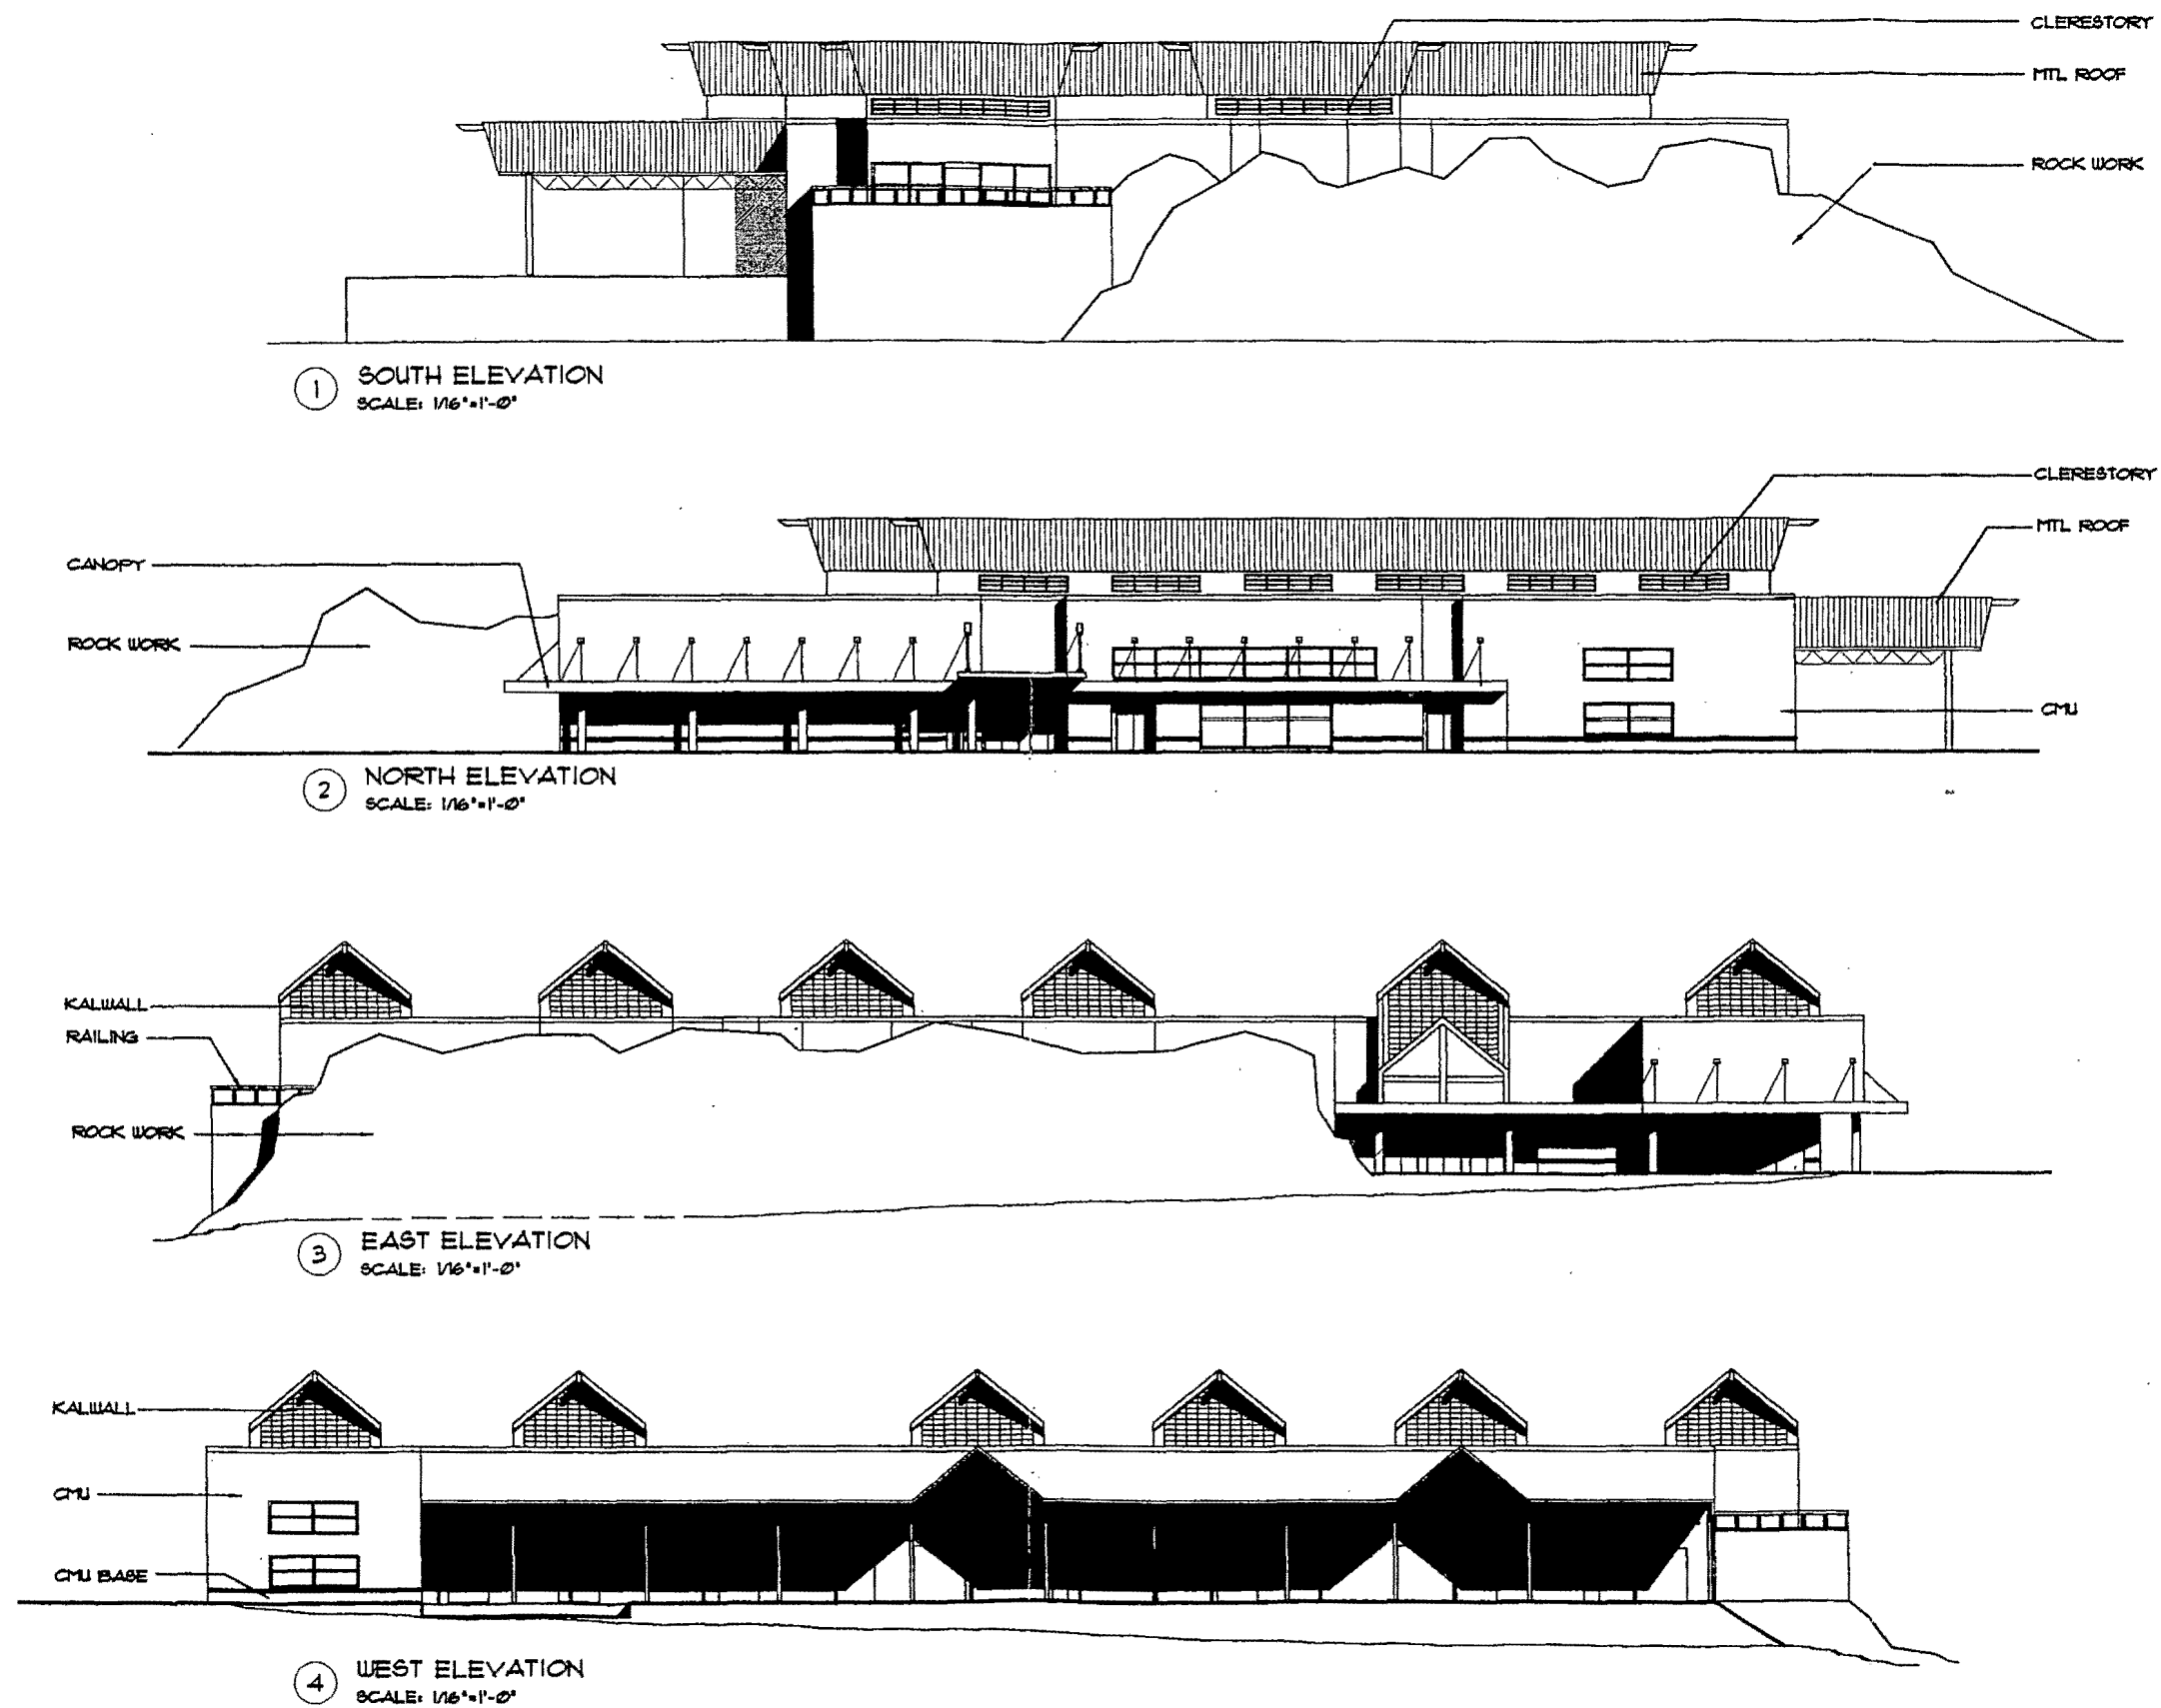 CLERESTORY
MTL ROOF
ROCK WORK
1
SOUTH ELEVATION
SCALE: 1/16"=1'-0"
CLERESTORY
MTL ROOF
CANOPY
ROCK WORK
CMU
2
NORTH ELEVATION
SCALE: 1/16"=1'-0"
KALWALL
RAILING
ROCK WORK
3
EAST ELEVATION
SCALE: 1/16"=1'-0"
KALWALL
CMU
CMU BASE
4
WEST ELEVATION
SCALE: 1/16"=1'-0"